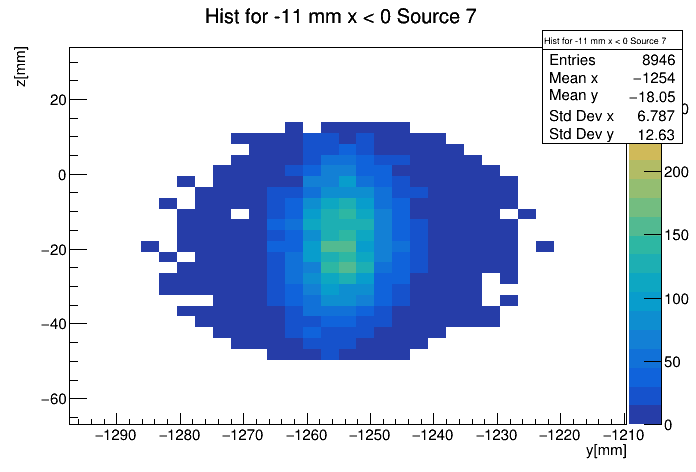 Hist for -11 mm x < 0 Source 7
z[mm]
Hist for -11 mm x < 0 Source 7
Entries 8946
Mean x −1254
Mean y −18.05
Std Dev x 6.787
Std Dev y 12.63
20
0
−20
−40
−60
0
200
150
100
50
0
−1290 −1280 −1270 −1260 −1250 −1240 −1230 −1220 −1210
y[mm]